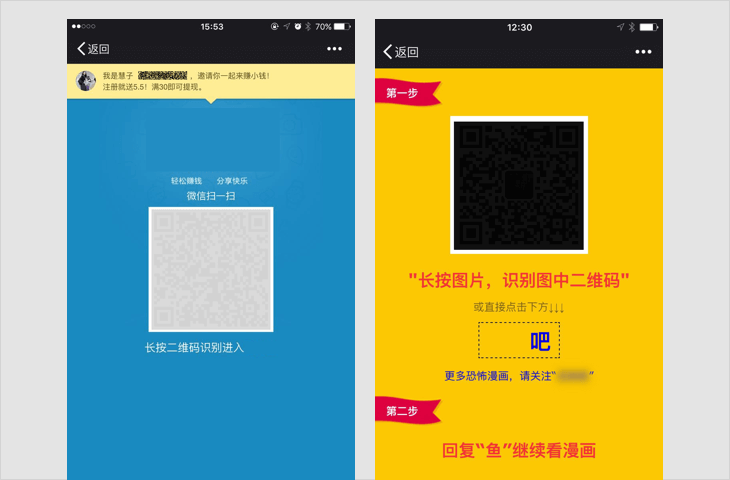 15:53
70%
返回
我是慧子
，邀请你一起来赚小钱！
注册就送5.5！满30即可提现。
轻松赚钱 分享快乐
微信扫一扫
长按二维码识别进入
12:30
返回
第一步
"长按图片，识别图中二维码"
或直接点击下方↓↓↓
吧
更多恐怖漫画，请关注“ ”
第二步
回复“鱼”继续看漫画